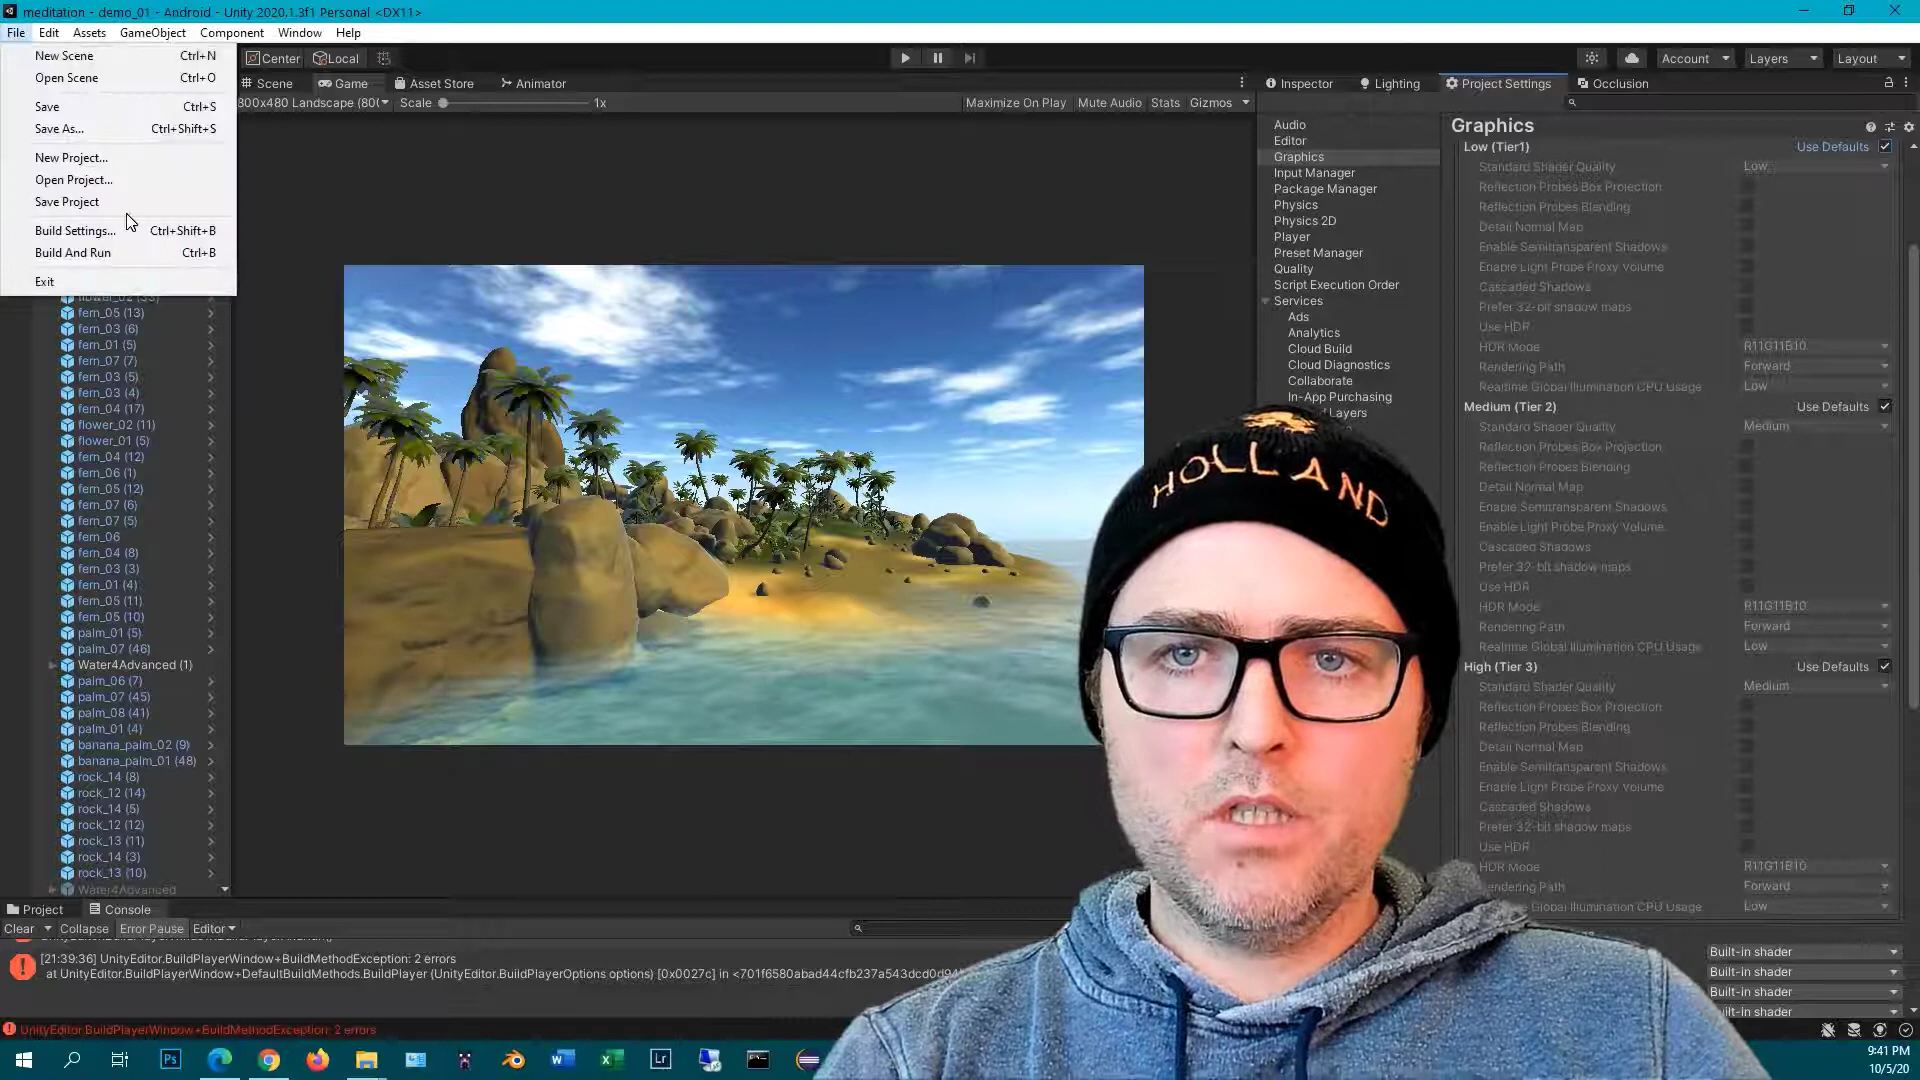 meditation - demo_01 - Android - Unity 2020.1.3f1 Personal <DX11>
File Edit Assets GameObject Component Window Help
New Scene Ctrl+N
Open Scene Ctrl+O
Save Ctrl+S
Save As... Ctrl+Shift+S
New Project...
Open Project...
Save Project
Build Settings... Ctrl+Shift+B
Build And Run Ctrl+B
Exit
Center Local
Account Layers Layout
Scene Game Asset Store Animator
800x480 Landscape (80( Scale 1x Maximize On Play Mute Audio Stats Gizmos
flower_02 (33)
fern_05 (13)
fern_03 (6)
fern_01 (5)
fern_07 (7)
fern_03 (5)
fern_03 (4)
fern_04 (17)
flower_02 (11)
flower_01 (5)
fern_04 (12)
fern_06 (1)
fern_05 (12)
fern_07 (6)
fern_07 (5)
fern_06
fern_04 (8)
fern_03 (3)
fern_01 (4)
fern_05 (11)
fern_05 (10)
palm_01 (5)
palm_07 (46)
Water4Advanced (1)
palm_06 (7)
palm_07 (45)
palm_08 (41)
palm_01 (4)
banana_palm_02 (9)
banana_palm_01 (48)
rock_14 (8)
rock_12 (14)
rock_14 (5)
rock_12 (12)
rock_13 (11)
rock_14 (3)
rock_13 (10)
Water4Advanced
Inspector Lighting Project Settings Occlusion
Audio
Editor
Graphics
Input Manager
Package Manager
Physics
Physics 2D
Player
Preset Manager
Quality
Script Execution Order
Services
Ads
Analytics
Cloud Build
Cloud Diagnostics
Collaborate
In-App Purchasing
Layers
Graphics
Low (Tier1) Use Defaults
Standard Shader Quality Low
Reflection Probes Box Projection
Reflection Probes Blending
Detail Normal Map
Enable Semitransparent Shadows
Enable Light Probe Proxy Volume
Cascaded Shadows
Prefer 32-bit shadow maps
Use HDR
HDR Mode R11G11B10
Rendering Path Forward
Realtime Global Illumination CPU Usage Low
Medium (Tier 2) Use Defaults
Standard Shader Quality Medium
Reflection Probes Box Projection
Reflection Probes Blending
Detail Normal Map
Enable Semitransparent Shadows
Enable Light Probe Proxy Volume
Cascaded Shadows
Prefer 32-bit shadow maps
Use HDR
HDR Mode R11G11B10
Rendering Path Forward
Realtime Global Illumination CPU Usage Low
High (Tier 3) Use Defaults
Standard Shader Quality Medium
Reflection Probes Box Projection
Reflection Probes Blending
Detail Normal Map
Enable Semitransparent Shadows
Enable Light Probe Proxy Volume
Cascaded Shadows
Prefer 32-bit shadow maps
Use HDR
HDR Mode R11G11B10
Rendering Path Forward
Global Illumination CPU Usage Low
Built-in shader
Built-in shader
Built-in shader
shader
HOLLAND
Project Console
Clear Collapse Error Pause Editor
[21:39:36] UnityEditor.BuildPlayerWindow+BuildMethodException: 2 errors
at UnityEditor.BuildPlayerWindow+DefaultBuildMethods.BuildPlayer (UnityEditor.BuildPlayerOptions options) [0x0027c] in
UnityEditor.BuildPlayerWindow+BuildMethodException: 2 errors
9:41 PM
10/5/20